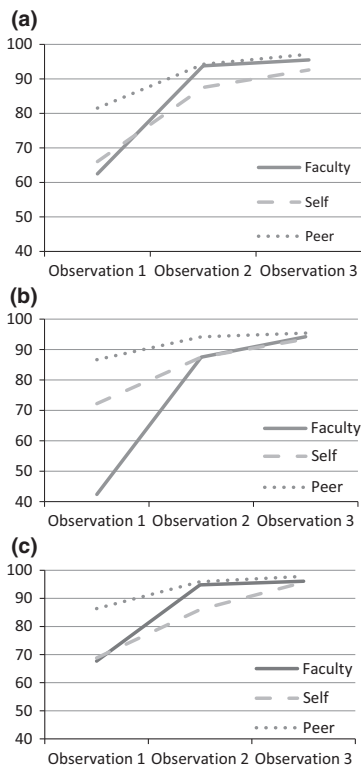 (a)
100
90
80
70
60
50
40
Faculty
Self
Peer
Observation 1 Observation 2 Observation 3
(b)
100
90
80
70
60
50
40
Faculty
Self
Peer
Observation 1 Observation 2 Observation 3
(c)
100
90
80
70
60
50
40
Faculty
Self
Peer
Observation 1 Observation 2 Observation 3